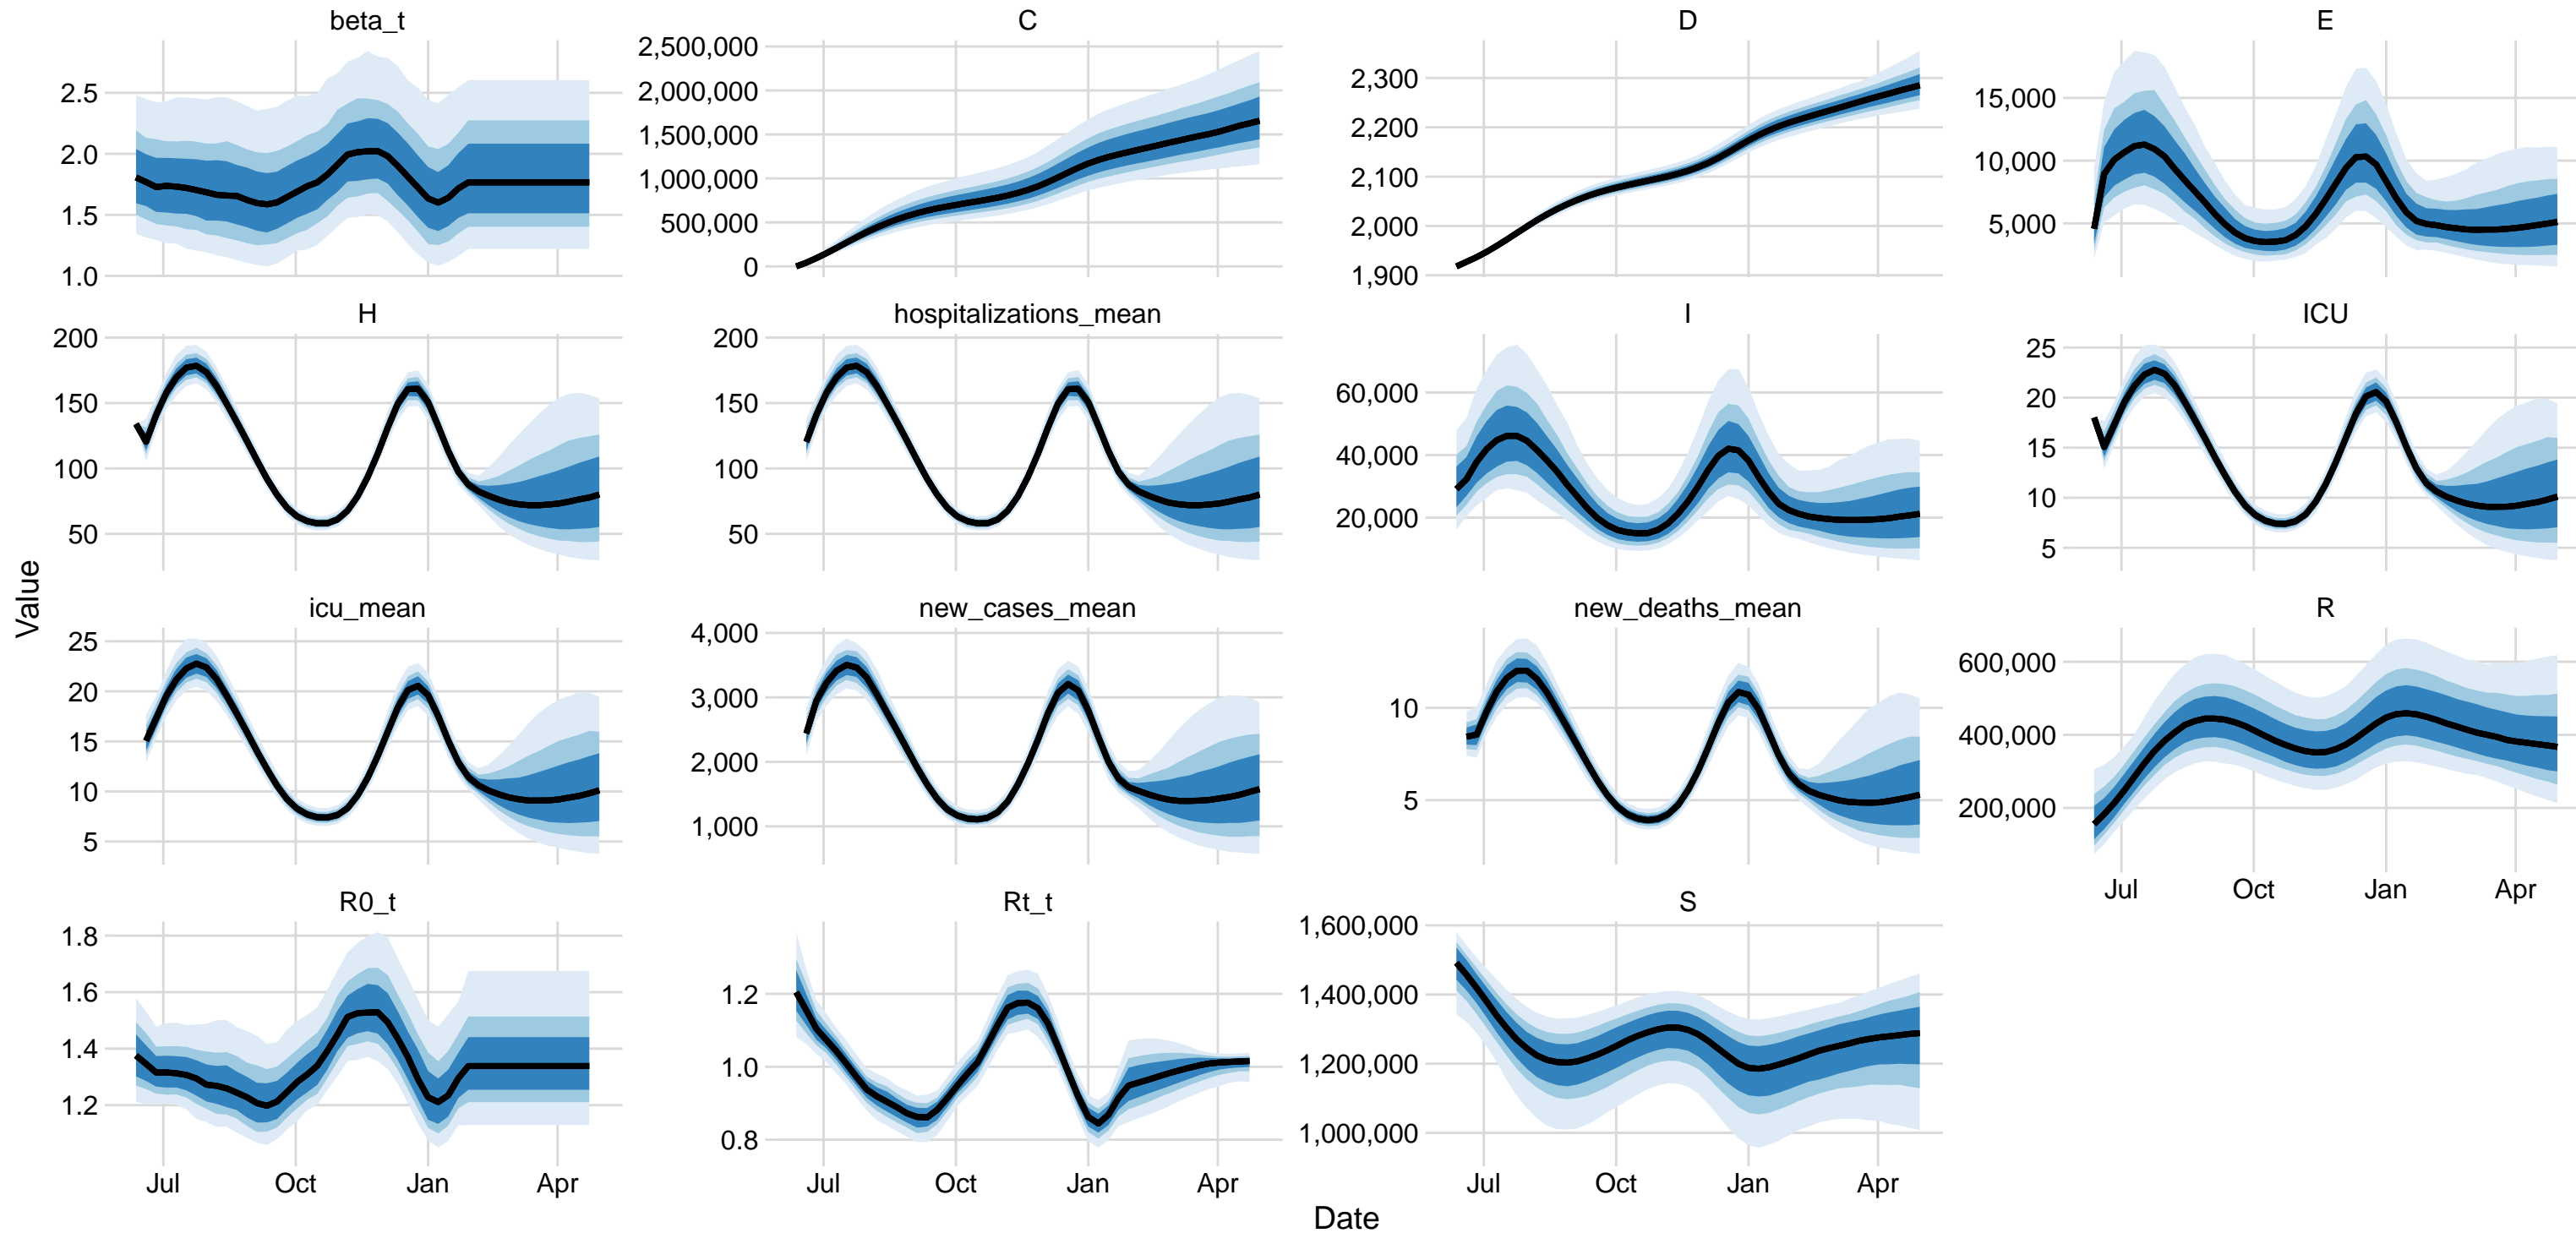 beta_t
C
D
E
2.5
2.0
1.5
1.0
2,500,000
2,000,000
1,500,000
1,000,000
500,000
0
2,300
2,200
2,100
2,000
1,900
15,000
10,000
5,000
H
hospitalizations_mean
I
ICU
200
150
100
50
200
150
100
50
60,000
40,000
20,000
25
20
15
10
5
Value
icu_mean
new_cases_mean
new_deaths_mean
R
25
20
15
10
5
4,000
3,000
2,000
1,000
10
5
600,000
400,000
200,000
Jul Oct Jan Apr
R0_t
Rt_t
S
1.8
1.6
1.4
1.2
1.2
1.0
0.8
1,600,000
1,400,000
1,200,000
1,000,000
Jul Oct Jan Apr
Jul Oct Jan Apr
Jul Oct Jan Apr
Date